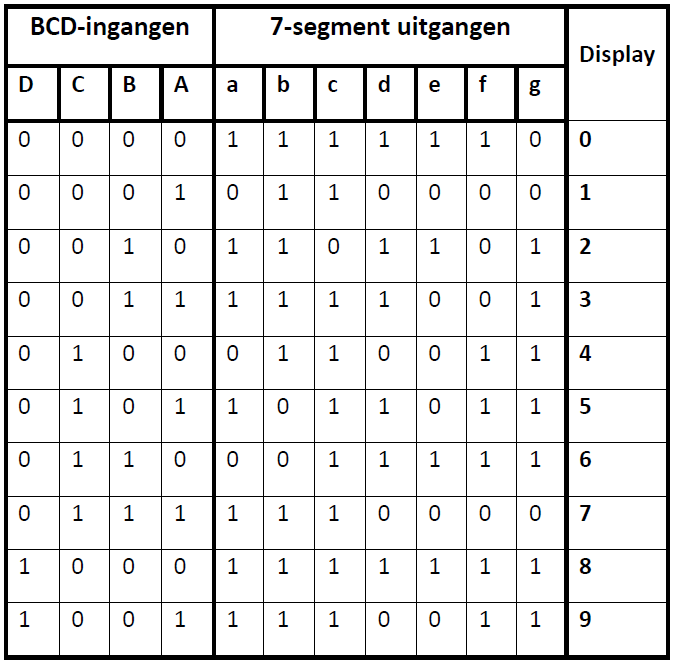 BCD-ingangen 7-segment uitgangen Display
D C B A a b c d e f g
0 0 0 0 1 1 1 1 1 1 0 0
0 0 0 1 0 1 1 0 0 0 0 1
0 0 1 0 1 1 0 1 1 0 1 2
0 0 1 1 1 1 1 1 0 0 1 3
0 1 0 0 0 1 1 0 0 1 1 4
0 1 0 1 1 0 1 1 0 1 1 5
0 1 1 0 0 0 1 1 1 1 1 6
0 1 1 1 1 1 1 0 0 0 0 7
1 0 0 0 1 1 1 1 1 1 1 8
1 0 0 1 1 1 1 0 0 1 1 9